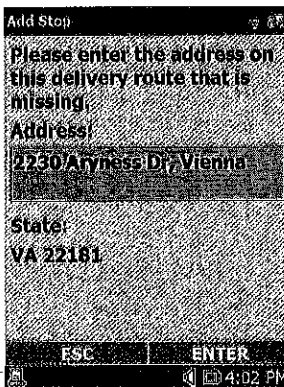 Add Stop
Please enter the address on
this delivery route that is
missing.
Address:
2230 Aryness Dr, Vienna
State:
VA 22181
ESC ENTER
4:02 PM